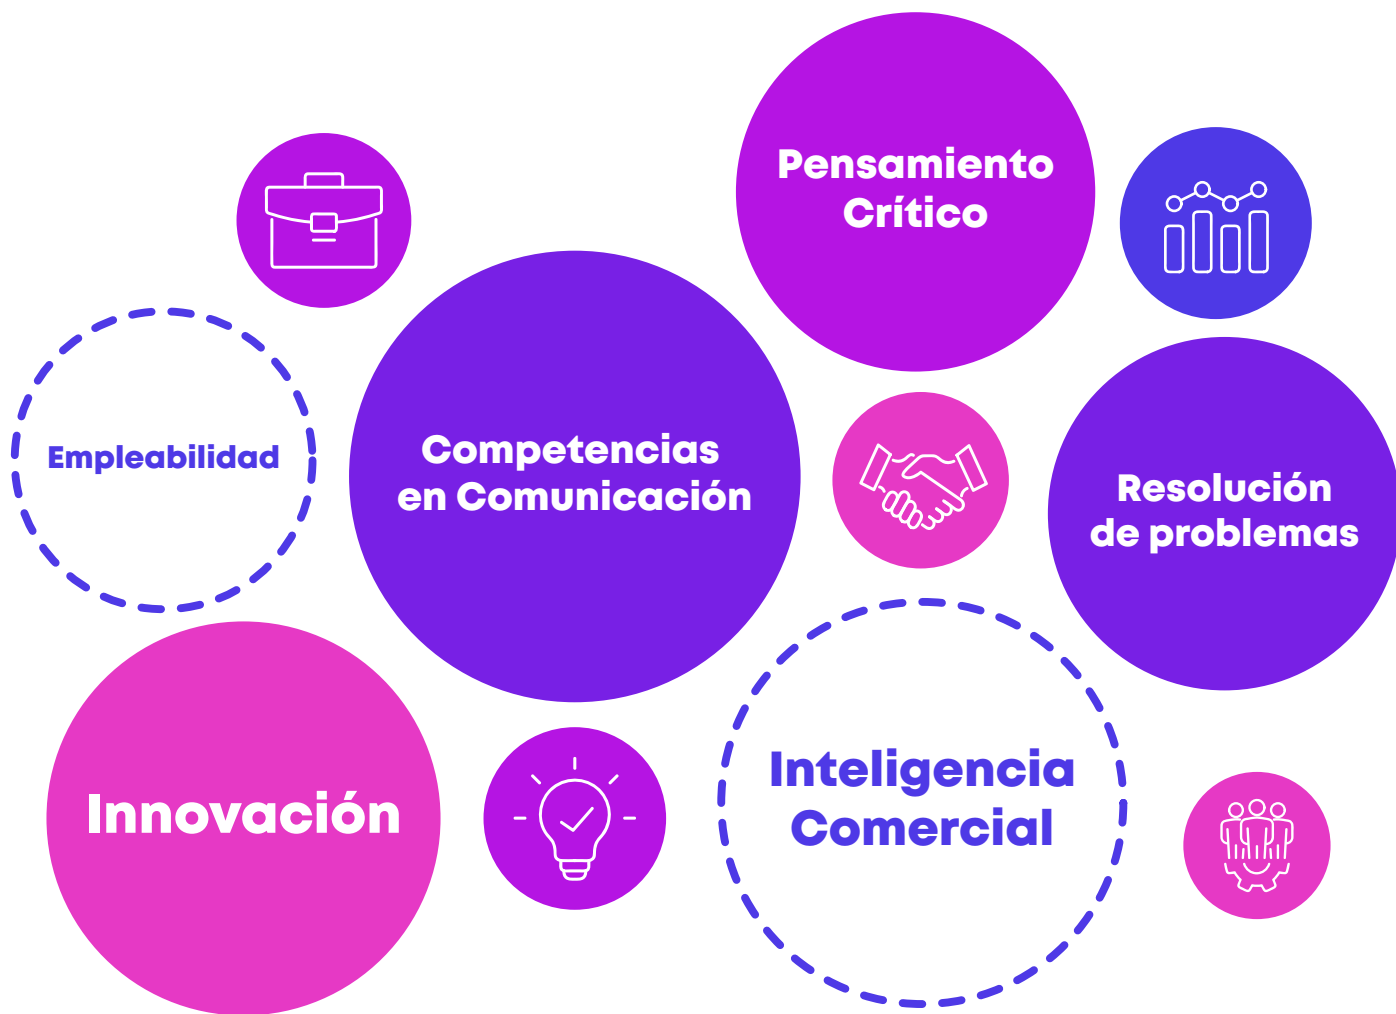 Pensamiento
Crítico
Empleabilidad
Competencias
en Comunicación
Resolución
de problemas
Innovación
Inteligencia
Comercial